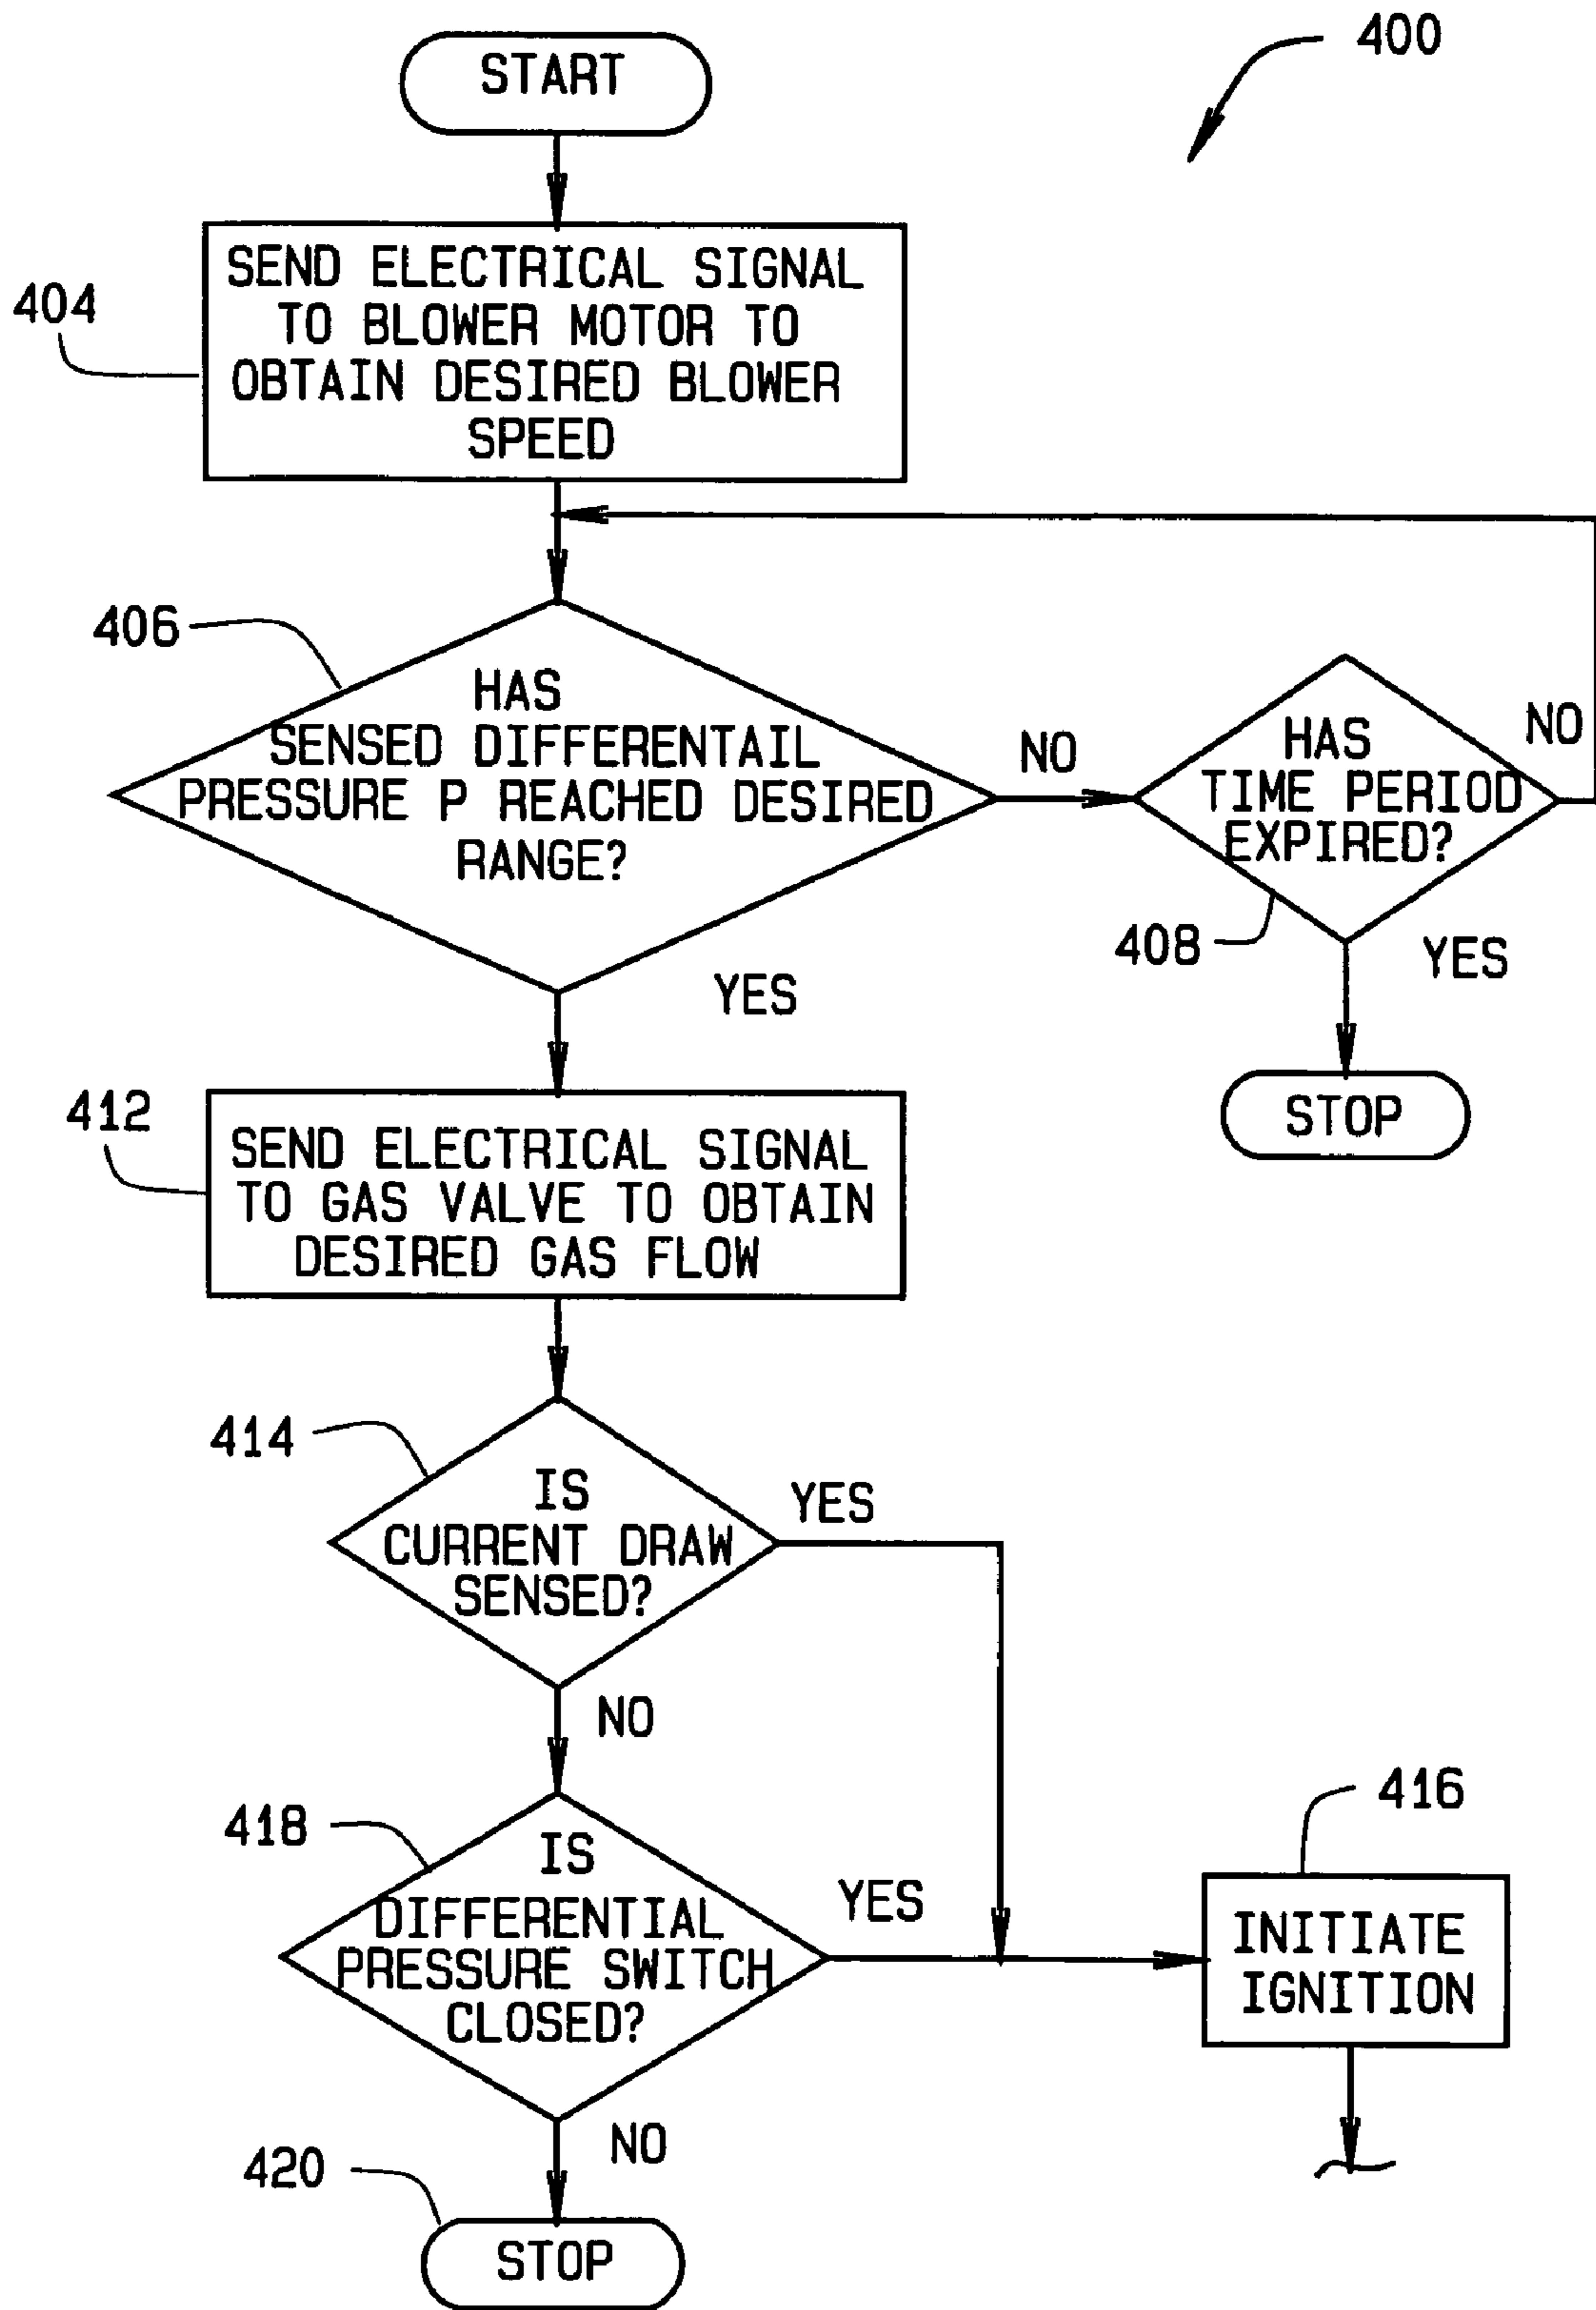 400
START
404
SEND ELECTRICAL SIGNAL
TO BLOWER MOTOR TO
OBTAIN DESIRED BLOWER
SPEED
406
HAS
SENSED DIFFERENTAIL
PRESSURE P REACHED DESIRED
RANGE?
NO
HAS
TIME PERIOD
EXPIRED?
NO
408
YES
STOP
YES
412
SEND ELECTRICAL SIGNAL
TO GAS VALVE TO OBTAIN
DESIRED GAS FLOW
414
IS
CURRENT DRAW
SENSED?
YES
NO
418
IS
DIFFERENTIAL
PRESSURE SWITCH
CLOSED?
YES
416
INITIATE
IGNITION
NO
420
STOP